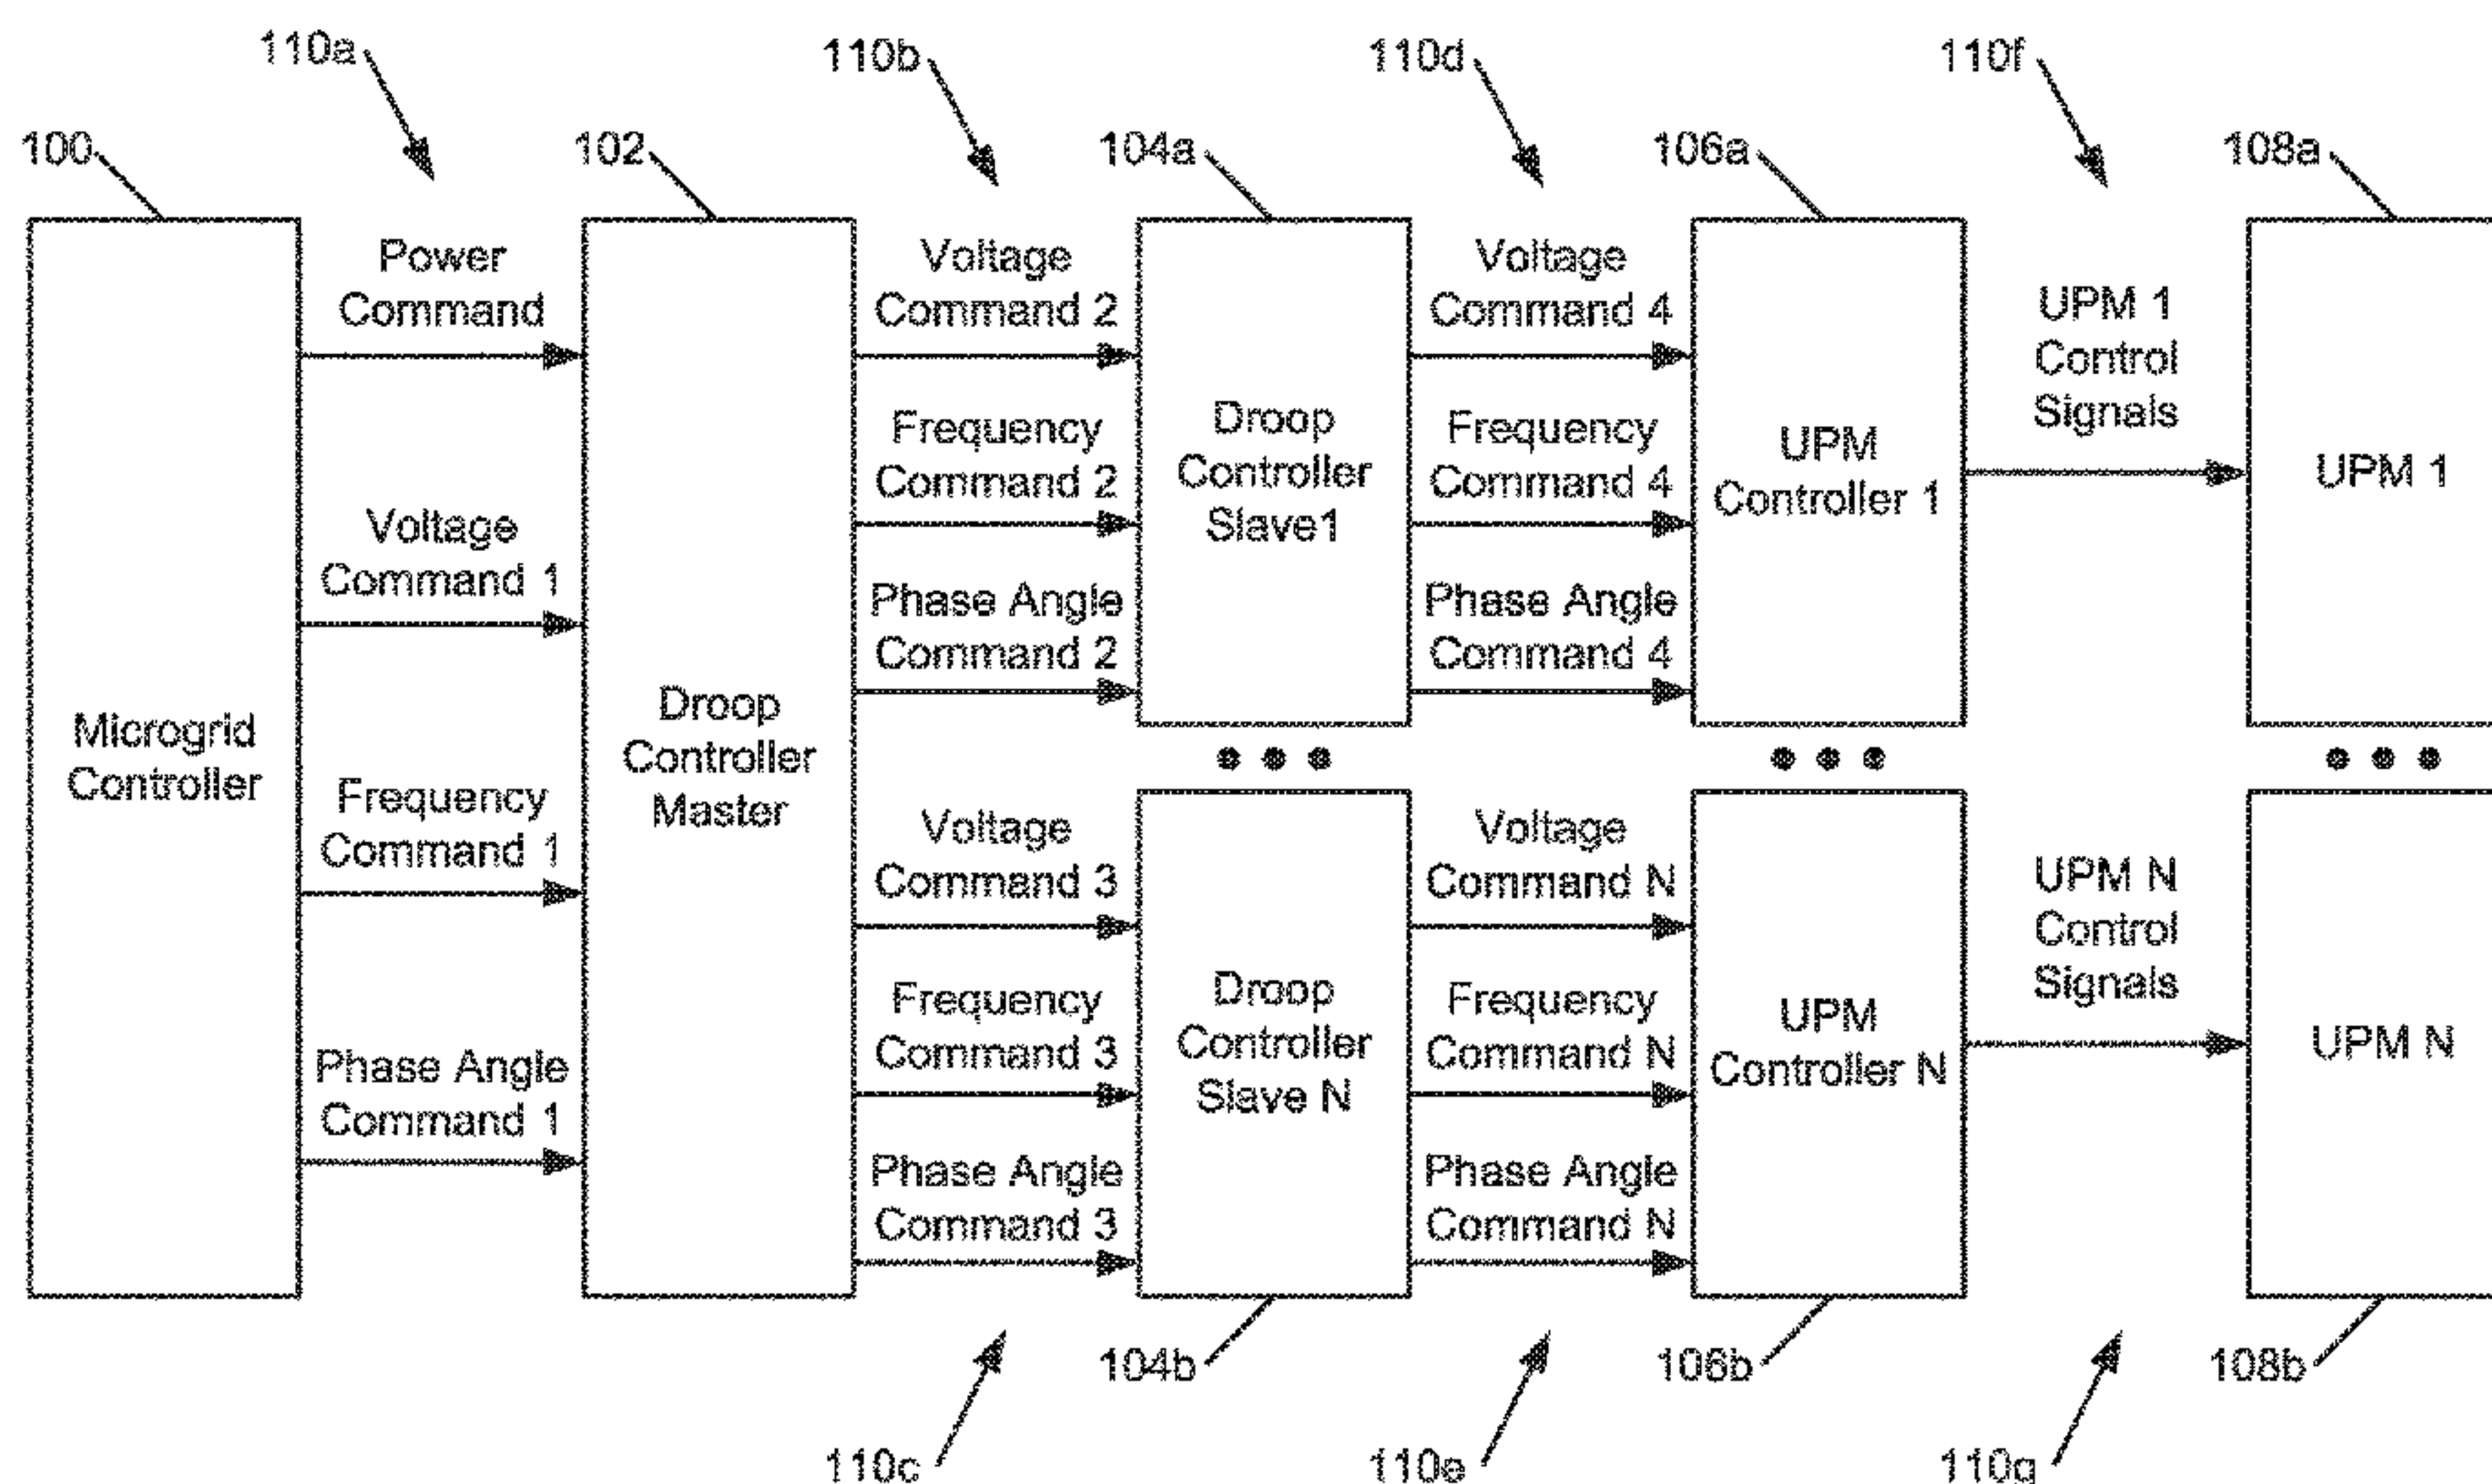 110a
110b
110d
110f
100
102
104a
106a
108a
Power
Command
Voltage
Command 1
Frequency
Command 1
Phase Angle
Command 1
Microgrid
Controller
Droop
Controller
Master
Voltage
Command 2
Frequency
Command 2
Phase Angle
Command 2
Voltage
Command 3
Frequency
Command 3
Phase Angle
Command 3
Droop
Controller
Slave1
Droop
Controller
Slave N
Voltage
Command 4
Frequency
Command 4
Phase Angle
Command 4
Voltage
Command N
Frequency
Command N
Phase Angle
Command N
UPM
Controller 1
UPM
Controller N
UPM 1
Control
Signals
UPM N
Control
Signals
UPM 1
UPM N
104b
106b
108b
110c
110e
110g